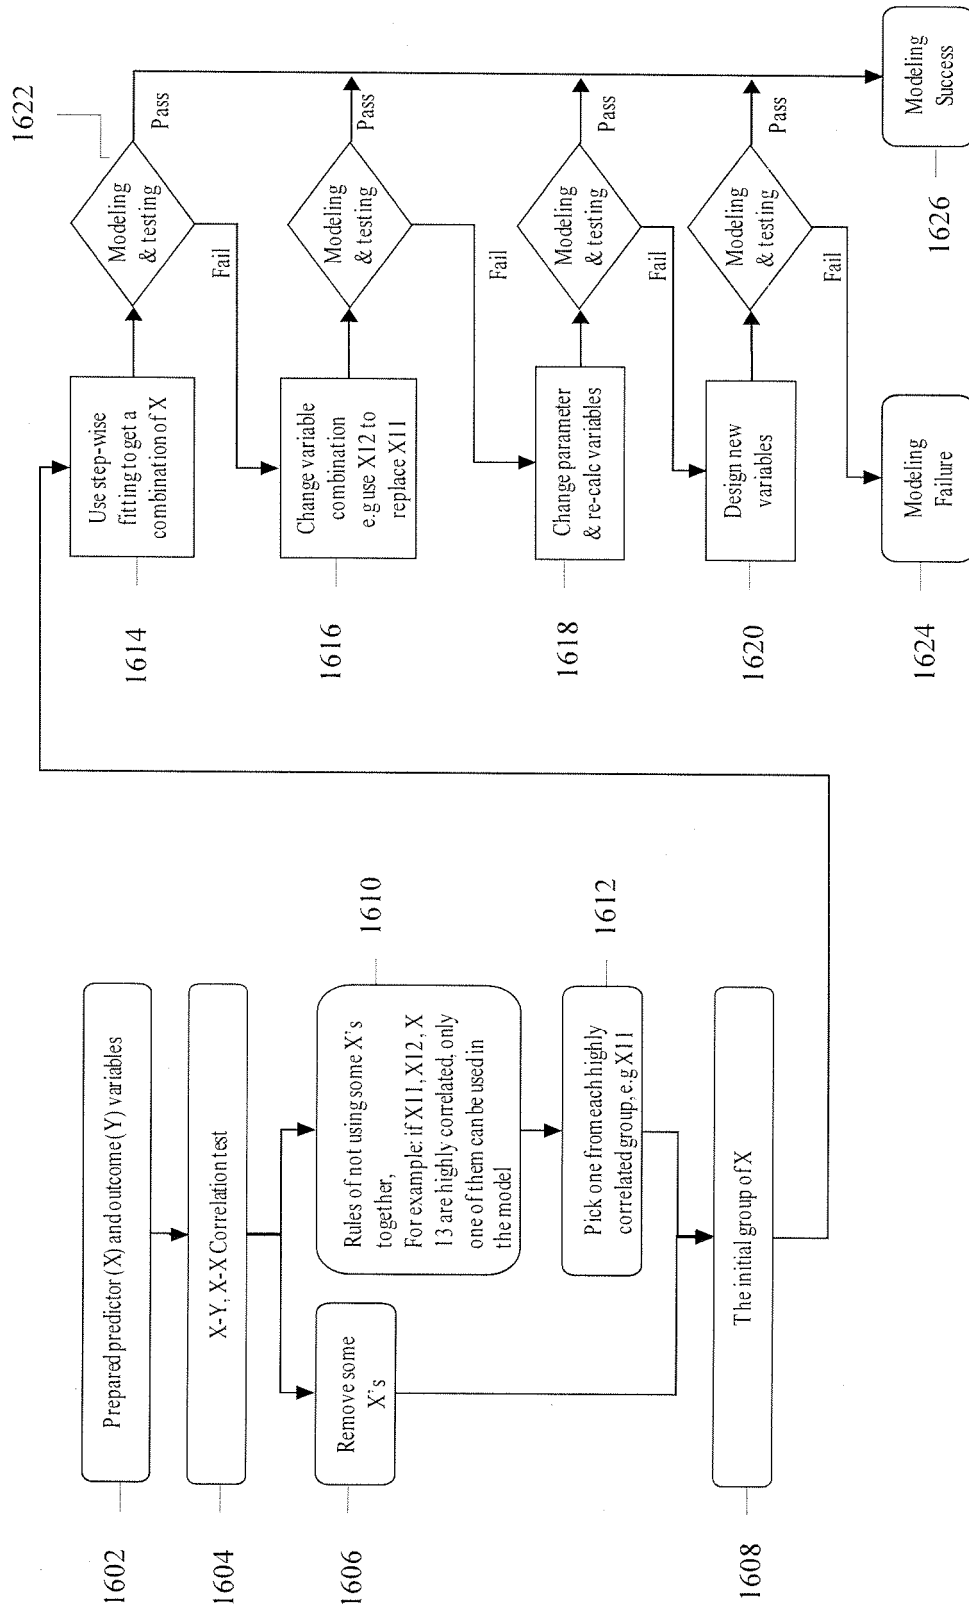 1602
Prepared predictor (X) and outcome (Y) variables
1604
X-Y, X-X Correlation test
1606
Remove some
X's
Rules of not using some X's
together,
For example: if X11, X12, X
13 are highly correlated, only
one of them can be used in
the model
1610
Pick one from each highly
correlated group, e.g X11
1612
1608
The initial group of X
1614
Use step-wise
fitting to get a
combination of X
Modeling
& testing
1622
Pass
Fail
1616
Change variable
combination
e.g use X12 to
replace X11
Modeling
& testing
Pass
Fail
1618
Change parameter
& re-calc variables
Modeling
& testing
Pass
Fail
1620
Design new
variables
Modeling
& testing
Pass
Fail
1624
Modeling
Failure
1626
Modeling
Success